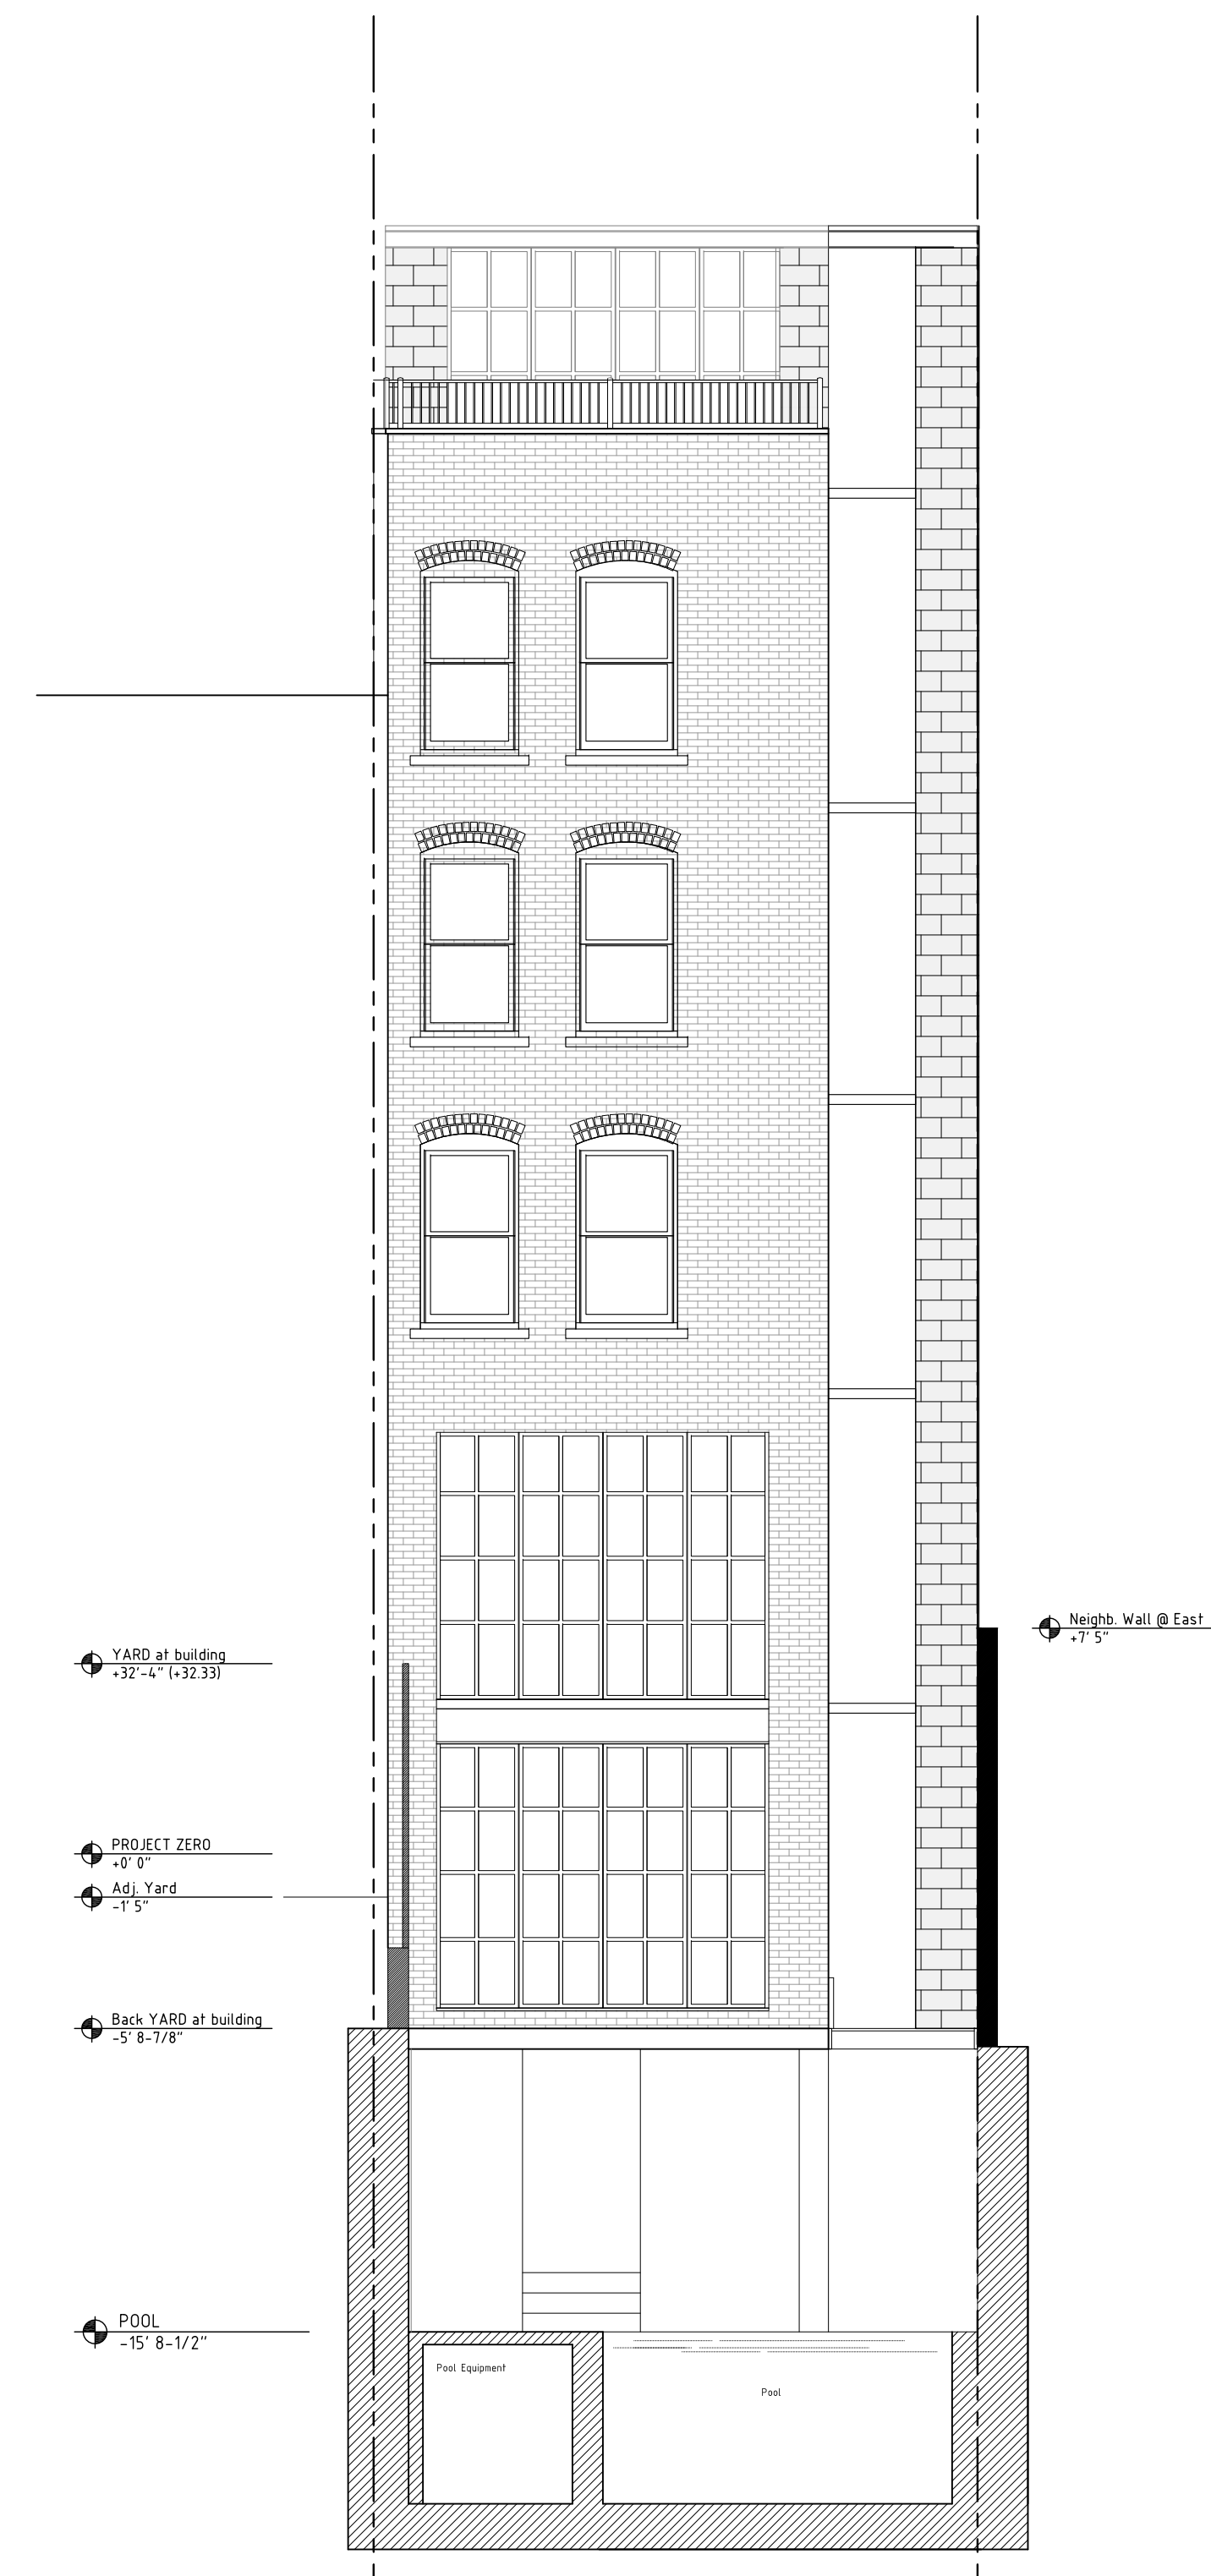 Neighb. Wall @ East
+7' 5"
YARD at building
+32'-4" (+32.33)
PROJECT ZERO
+0' 0"
Adj. Yard
-1' 5"
Back YARD at building
-5' 8-7/8"
POOL
-15' 8-1/2"
Pool Equipment
Pool